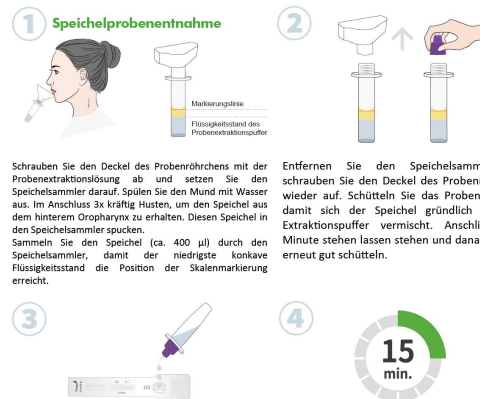 1 Speichelprobenentnahme
Markierungslinie
Flüssigkeitsstand des
Probenextraktionspuffer
Schrauben Sie den Deckel des Probenröhrchens mit der
Probenextraktionslösung ab und setzen Sie den
Speichelsammler darauf. Spülen Sie den Mund mit Wasser
aus. Im Anschluss 3x kräftig Husten, um den Speichel aus
dem hinterem Oropharynx zu erhalten. Diesen Speichel in
den Speichelsammler spucken.
Sammeln Sie den Speichel (ca. 400 µl) durch den
Speichelsammler, damit der niedrigste konkave
Flüssigkeitsstand die Position der Skalenmarkierung
erreicht.
2
Entfernen Sie den Speichelsamm
schrauben Sie den Deckel des Proben
wieder auf. Schütteln Sie das Proben
damit sich der Speichel gründlich
Extraktionspuffer vermischt. Anschli
Minute stehen lassen stehen und dana
erneut gut schütteln.
3
S
4
15
min.